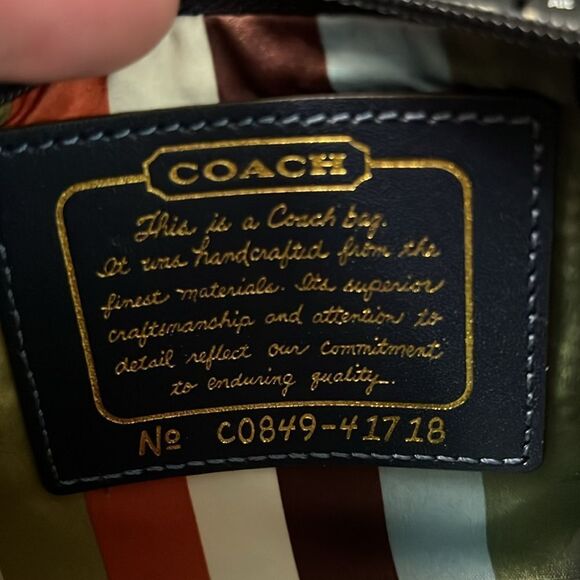 COACH
This is a Coach bag.
It was handcrafted from the
finest materials. Its superior
craftsmanship and attention to
detail reflect our commitment
to enduring quality.
No C0849-41718